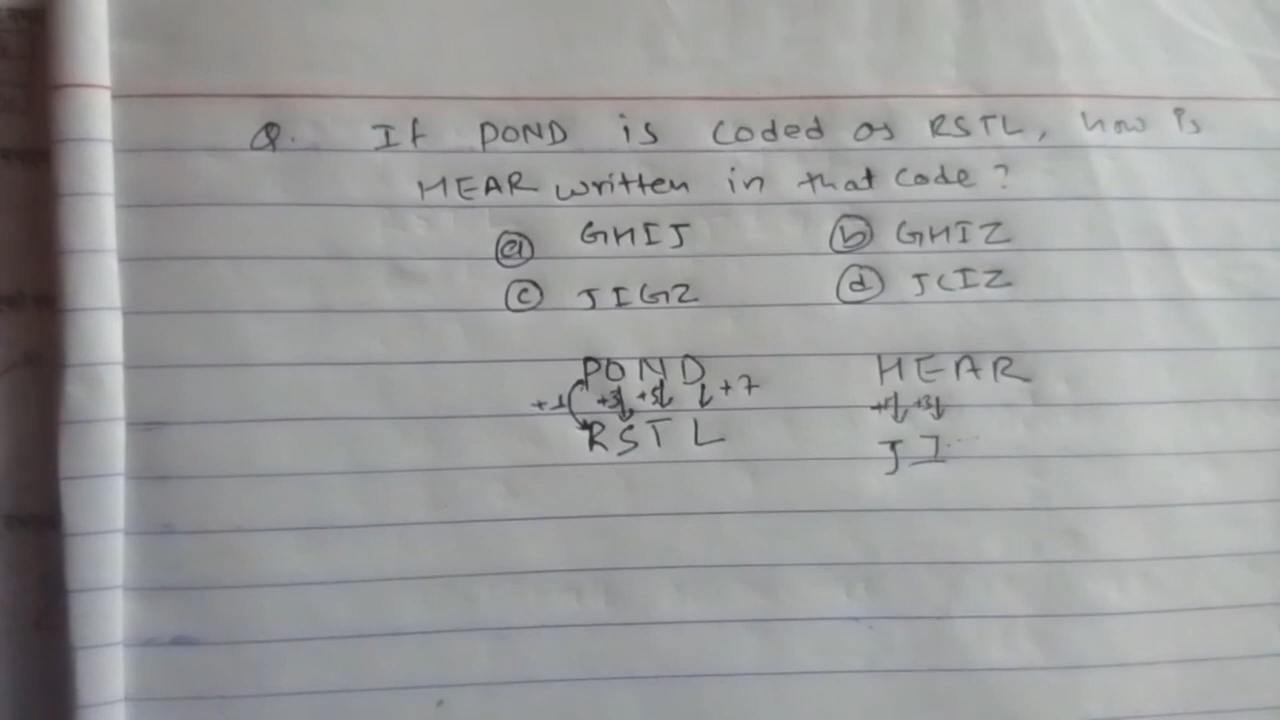 Q. If POND is coded as RSTL, how is
HEAR written in that code?
(a) GHIJ (b) GHIZ
(c) JIGZ (d) JCIZ
POND HEAR
+1 +3 +5 +7 +1 +3
RSTL JI...